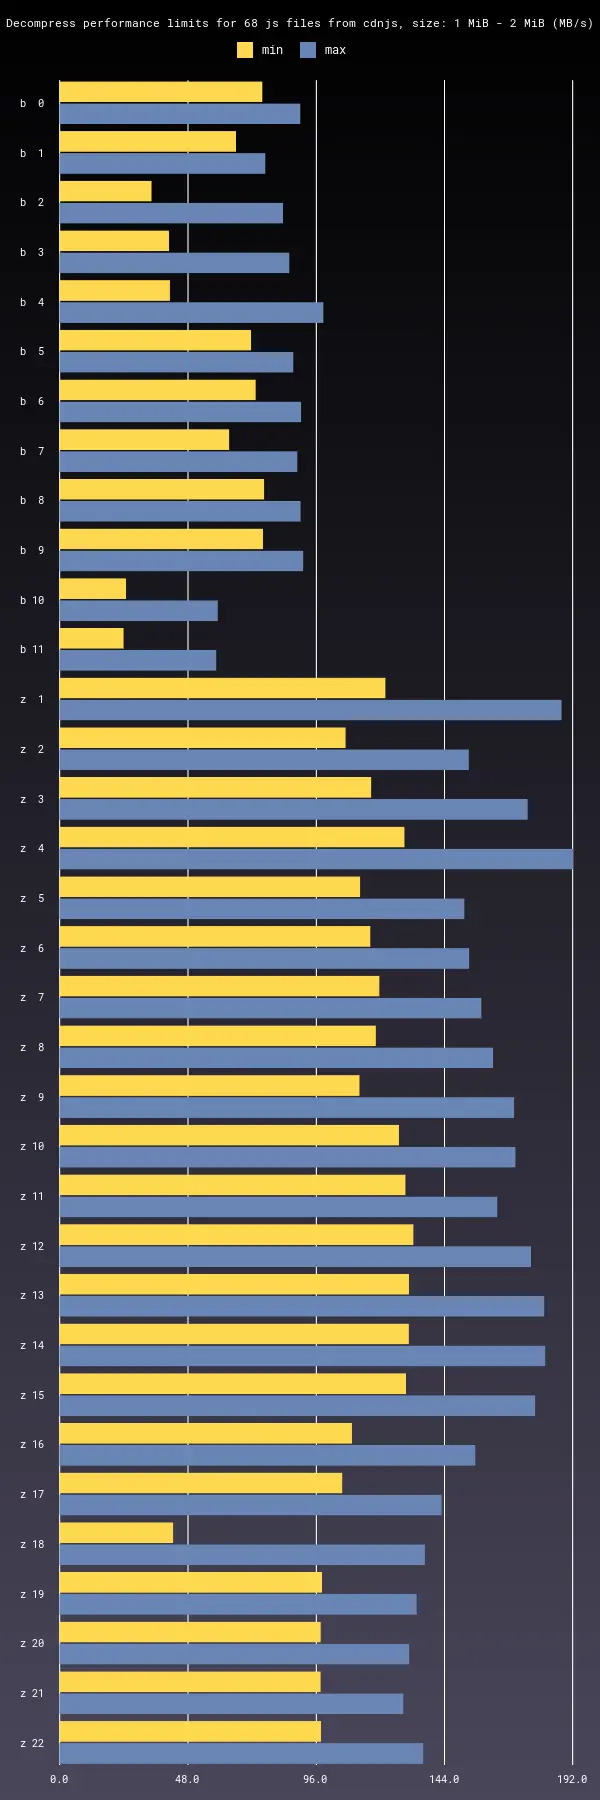 Decompress performance limits for 68 js files from cdnjs, size: 1 MiB - 2 MiB (MB/s)
min max
b 0
b 1
b 2
b 3
b 4
b 5
b 6
b 7
b 8
b 9
b 10
b 11
z 1
z 2
z 3
z 4
z 5
z 6
z 7
z 8
z 9
z 10
z 11
z 12
z 13
z 14
z 15
z 16
z 17
z 18
z 19
z 20
z 21
z 22
0.0 48.0 96.0 144.0 192.0